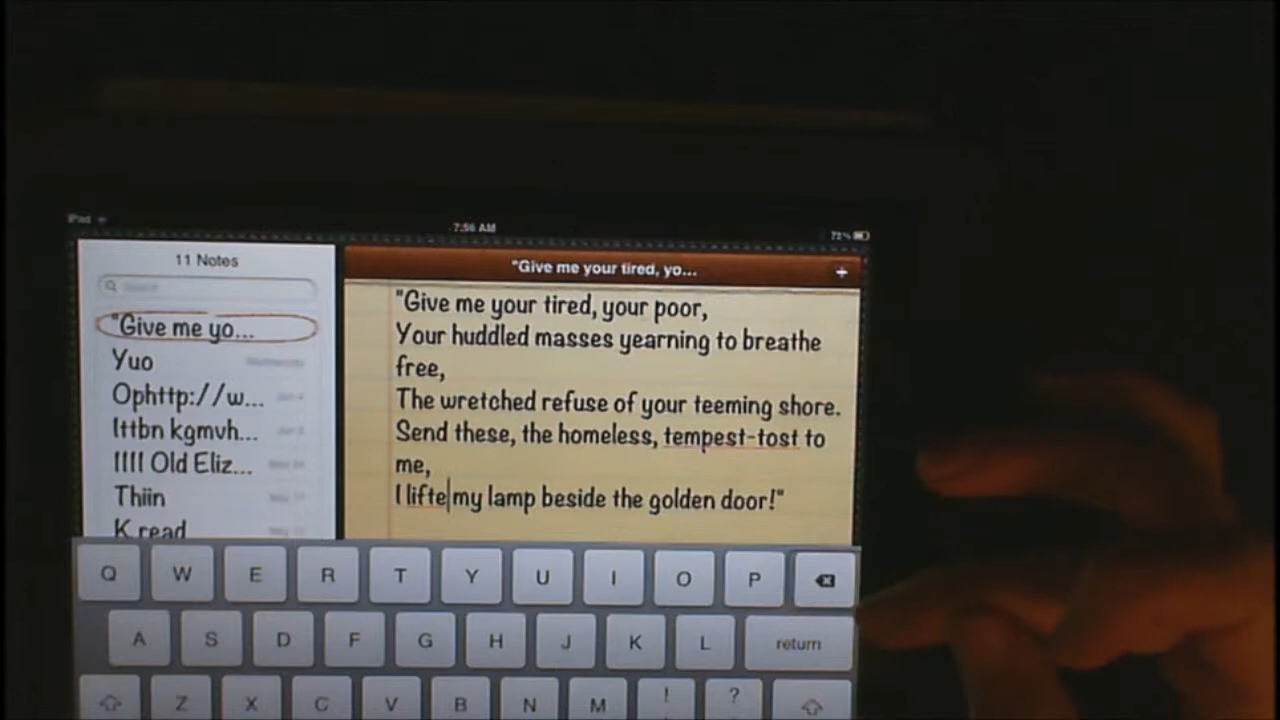 iPad
7:56 AM
72%
11 Notes
"Give me your tired, yo...
+
Search
"Give me yo...
Yuo
Ophttp://w...
Ittbn kgmvh...
1111 Old Eliz...
Thiin
K read
"Give me your tired, your poor,
Your huddled masses yearning to breathe
free,
The wretched refuse of your teeming shore.
Send these, the homeless, tempest-tost to
me,
I lifte my lamp beside the golden door!"
Q W E R T Y U I O P
A S D F G H J K L return
Z X C V B N M ! ?